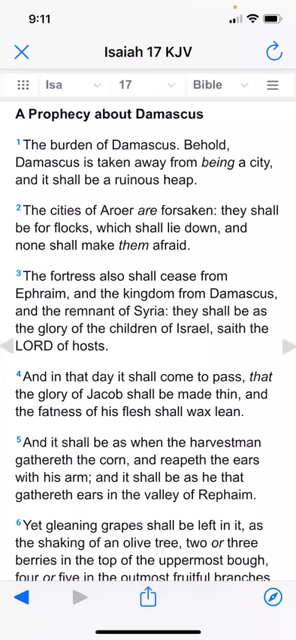 9:11
Isaiah 17 KJV
Isa 17 Bible
A Prophecy about Damascus
1 The burden of Damascus. Behold,
Damascus is taken away from being a city,
and it shall be a ruinous heap.
2 The cities of Aroer are forsaken: they shall
be for flocks, which shall lie down, and
none shall make them afraid.
3 The fortress also shall cease from
Ephraim, and the kingdom from Damascus,
and the remnant of Syria: they shall be as
the glory of the children of Israel, saith the
LORD of hosts.
4 And in that day it shall come to pass, that
the glory of Jacob shall be made thin, and
the fatness of his flesh shall wax lean.
5 And it shall be as when the harvestman
gathereth the corn, and reapeth the ears
with his arm; and it shall be as he that
gathereth ears in the valley of Rephaim.
6 Yet gleaning grapes shall be left in it, as
the shaking of an olive tree, two or three
berries in the top of the uppermost bough,
four or five in the outmost fruitful branches